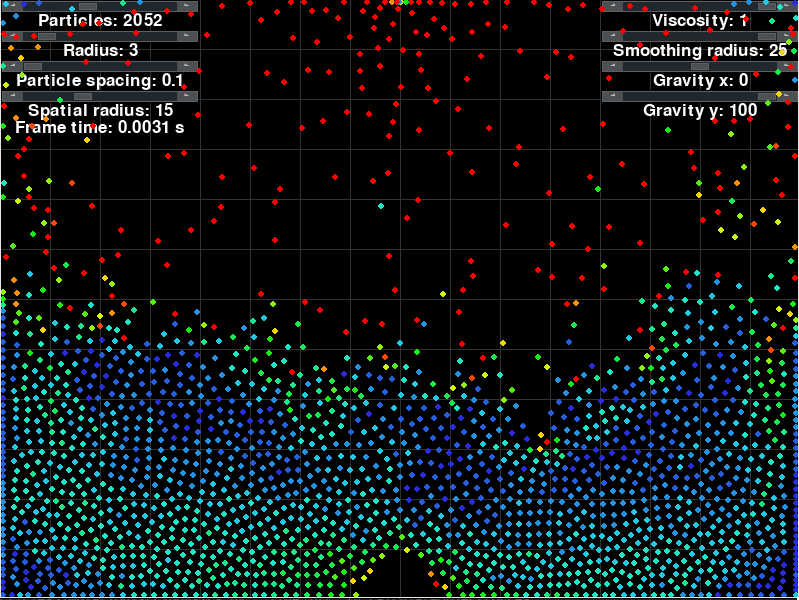 Particles: 2052
Radius: 3
Particle spacing: 0.1
Spatial radius: 15
Frame time: 0.0031 s
Viscosity: 1
Smoothing radius: 25
Gravity x: 0
Gravity y: 100